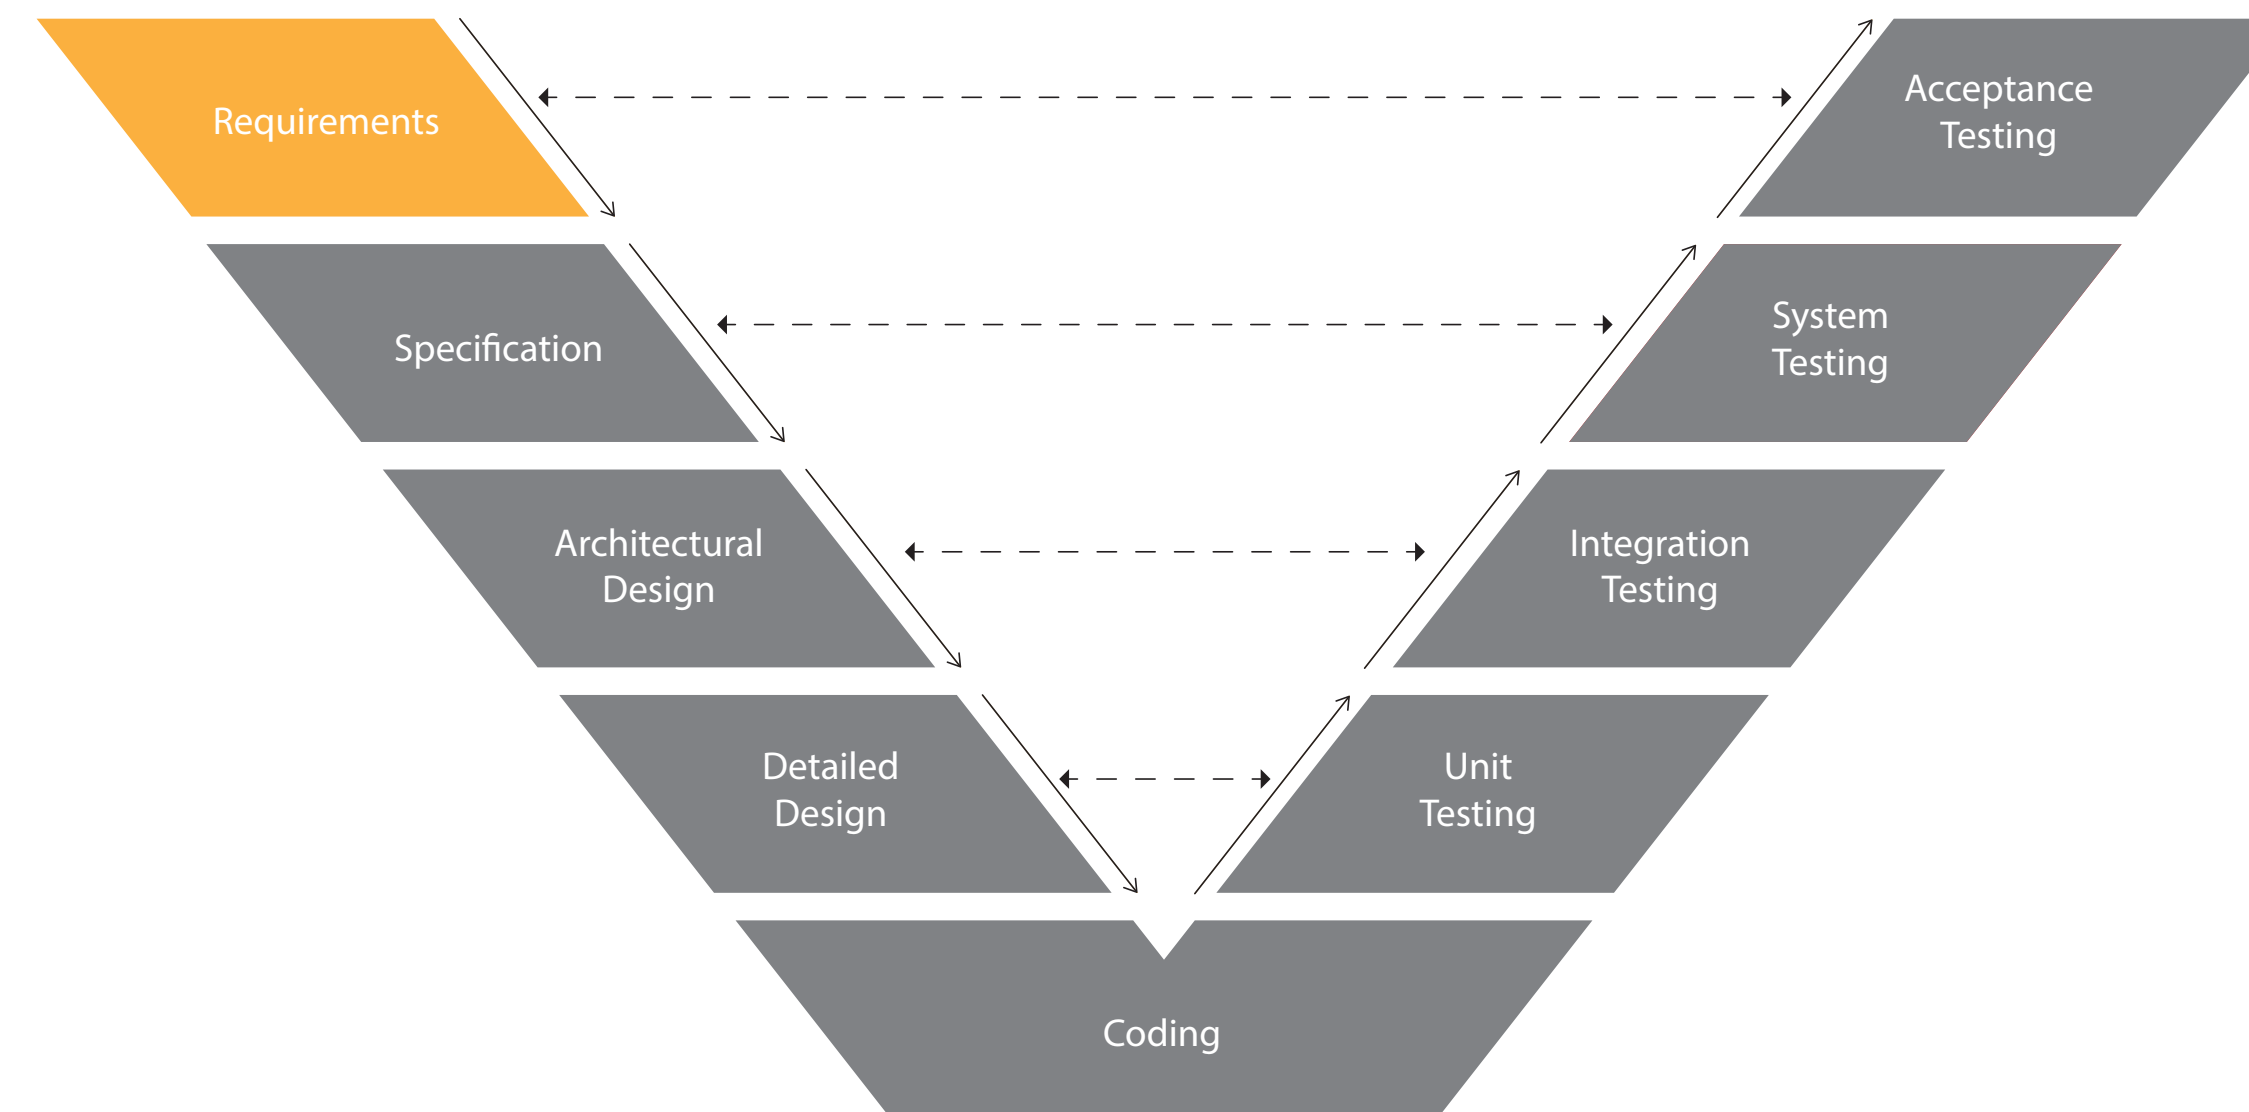 Requirements
Acceptance
Testing
Specification
System
Testing
Architectural
Design
Integration
Testing
Detailed
Design
Unit
Testing
Coding